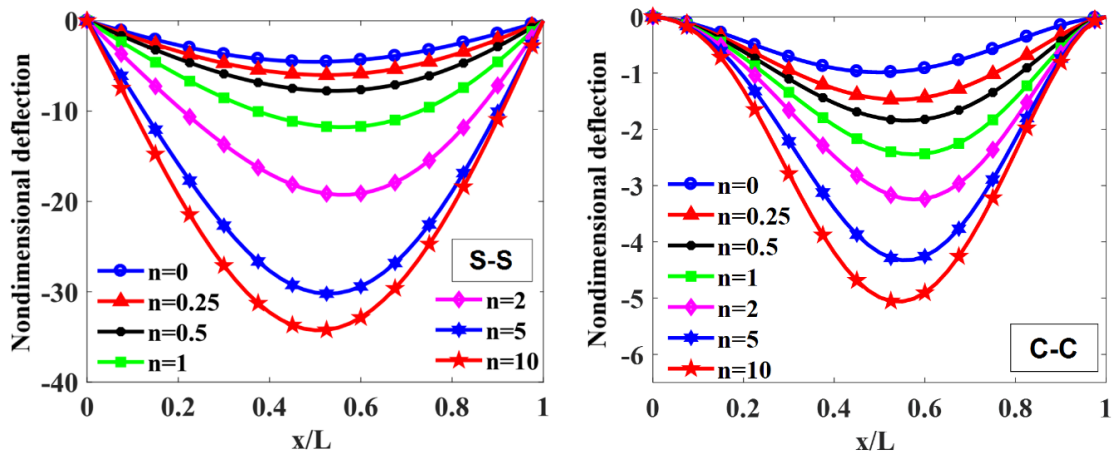 Nondimensional deflection
0
-10
-20
-30
-40
n=0
n=0.25
n=0.5
n=1
S-S
n=2
n=5
n=10
0 0.2 0.4 0.6 0.8 1
x/L
Nondimensional deflection
0
-1
-2
-3
-4
-5
-6
n=0
n=0.25
n=0.5
n=1
n=2
n=5
n=10
C-C
0 0.2 0.4 0.6 0.8 1
x/L